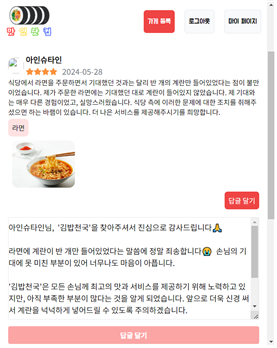 맛집찹찹
가게 등록
로그아웃
마이 페이지
아인슈타인
2024-05-28
식당에서 라면을 주문하면서 기대했던 것과는 달리 반 개의 계란만 들어있었다는 점이 불만
이었습니다. 제가 주문한 라면에는 기대했던 대로 계란이 들어있지 않았습니다. 제 기대와
는 매우 다른 경험이었고, 실망스러웠습니다. 식당 측에 이러한 문제에 대한 조치를 취해주
셨으면 하는 바램이 있습니다. 더 나은 서비스를 제공해주시기를 희망합니다.
라면
답글 달기
아인슈타인님, '김밥천국'을 찾아주셔서 진심으로 감사드립니다🙏
라면에 계란이 반 개만 들어있었다는 말씀에 정말 죄송합니다😭 손님의 기
대에 못 미친 부분이 있어 너무나도 마음이 아픕니다.
'김밥천국'은 모든 손님께 최고의 맛과 서비스를 제공하기 위해 노력하고 있
지만, 아직 부족한 부분이 많다는 것을 알게 되었습니다. 앞으로 더욱 신경 써
서 계란을 넉넉하게 넣어드릴 수 있도록 주의하겠습니다.
답글 달기